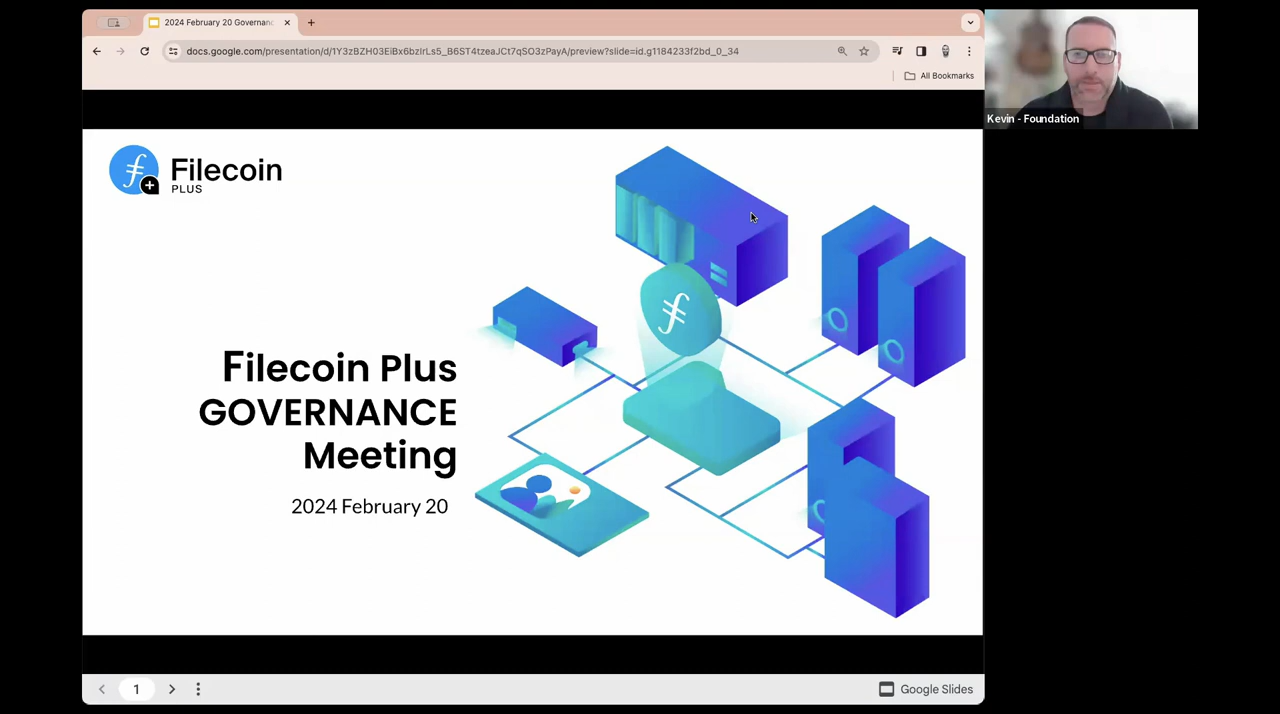 2024 February 20 Governanc
docs.google.com/presentation/d/1Y3zBZH03EiBx6bzIrLs5_B6ST4tzeaJCt7qSO3zPayA/preview?slide=id.g1184233f2bd_0_34
All Bookmarks
Kevin - Foundation
Filecoin
PLUS
Filecoin Plus
GOVERNANCE
Meeting
2024 February 20
1
Google Slides